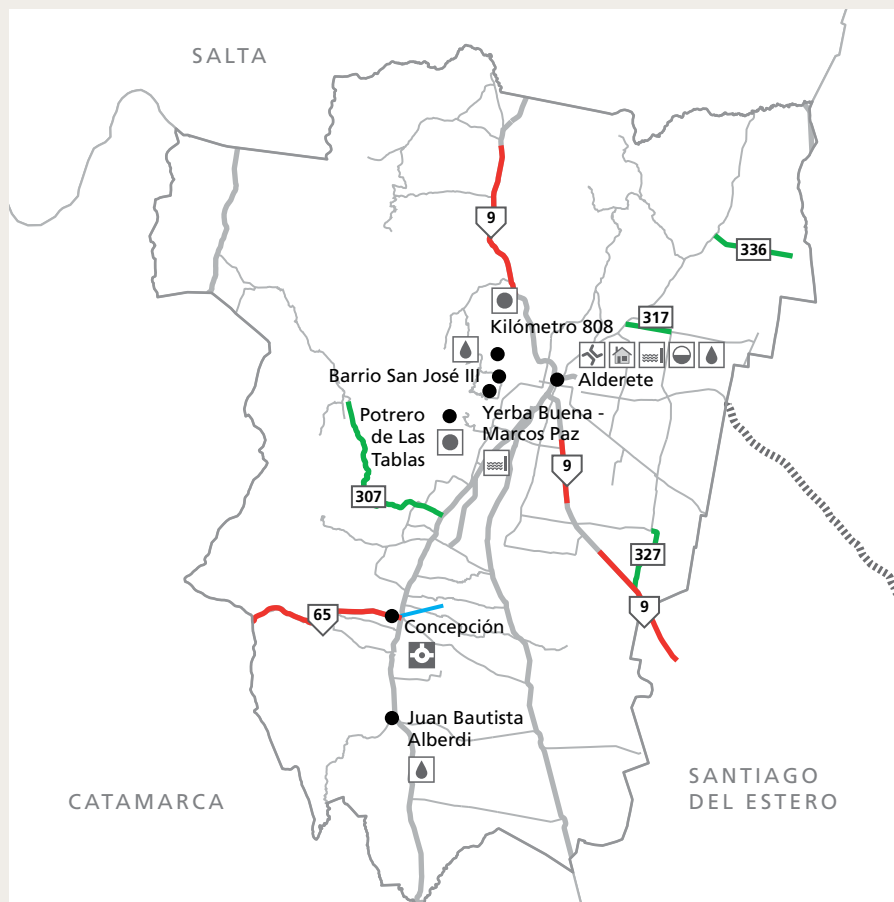 SALTA
9
336
317
Kilómetro 808
Barrio San José III
Alderete
Potrero
de Las
Tablas
Yerba Buena -
Marcos Paz
9
307
327
65
9
Concepción
Juan Bautista
Alberdi
CATAMARCA
SANTIAGO
DEL ESTERO